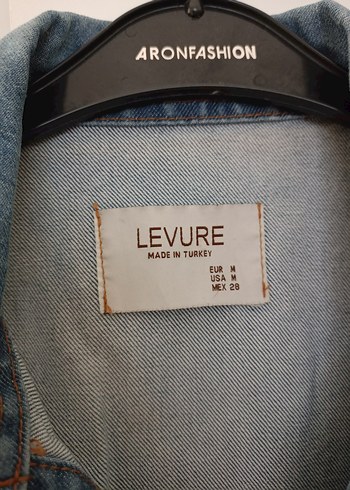 ARONFASHION
LEVURE
MADE IN TURKEY
EUR M
USA M
MEX 28